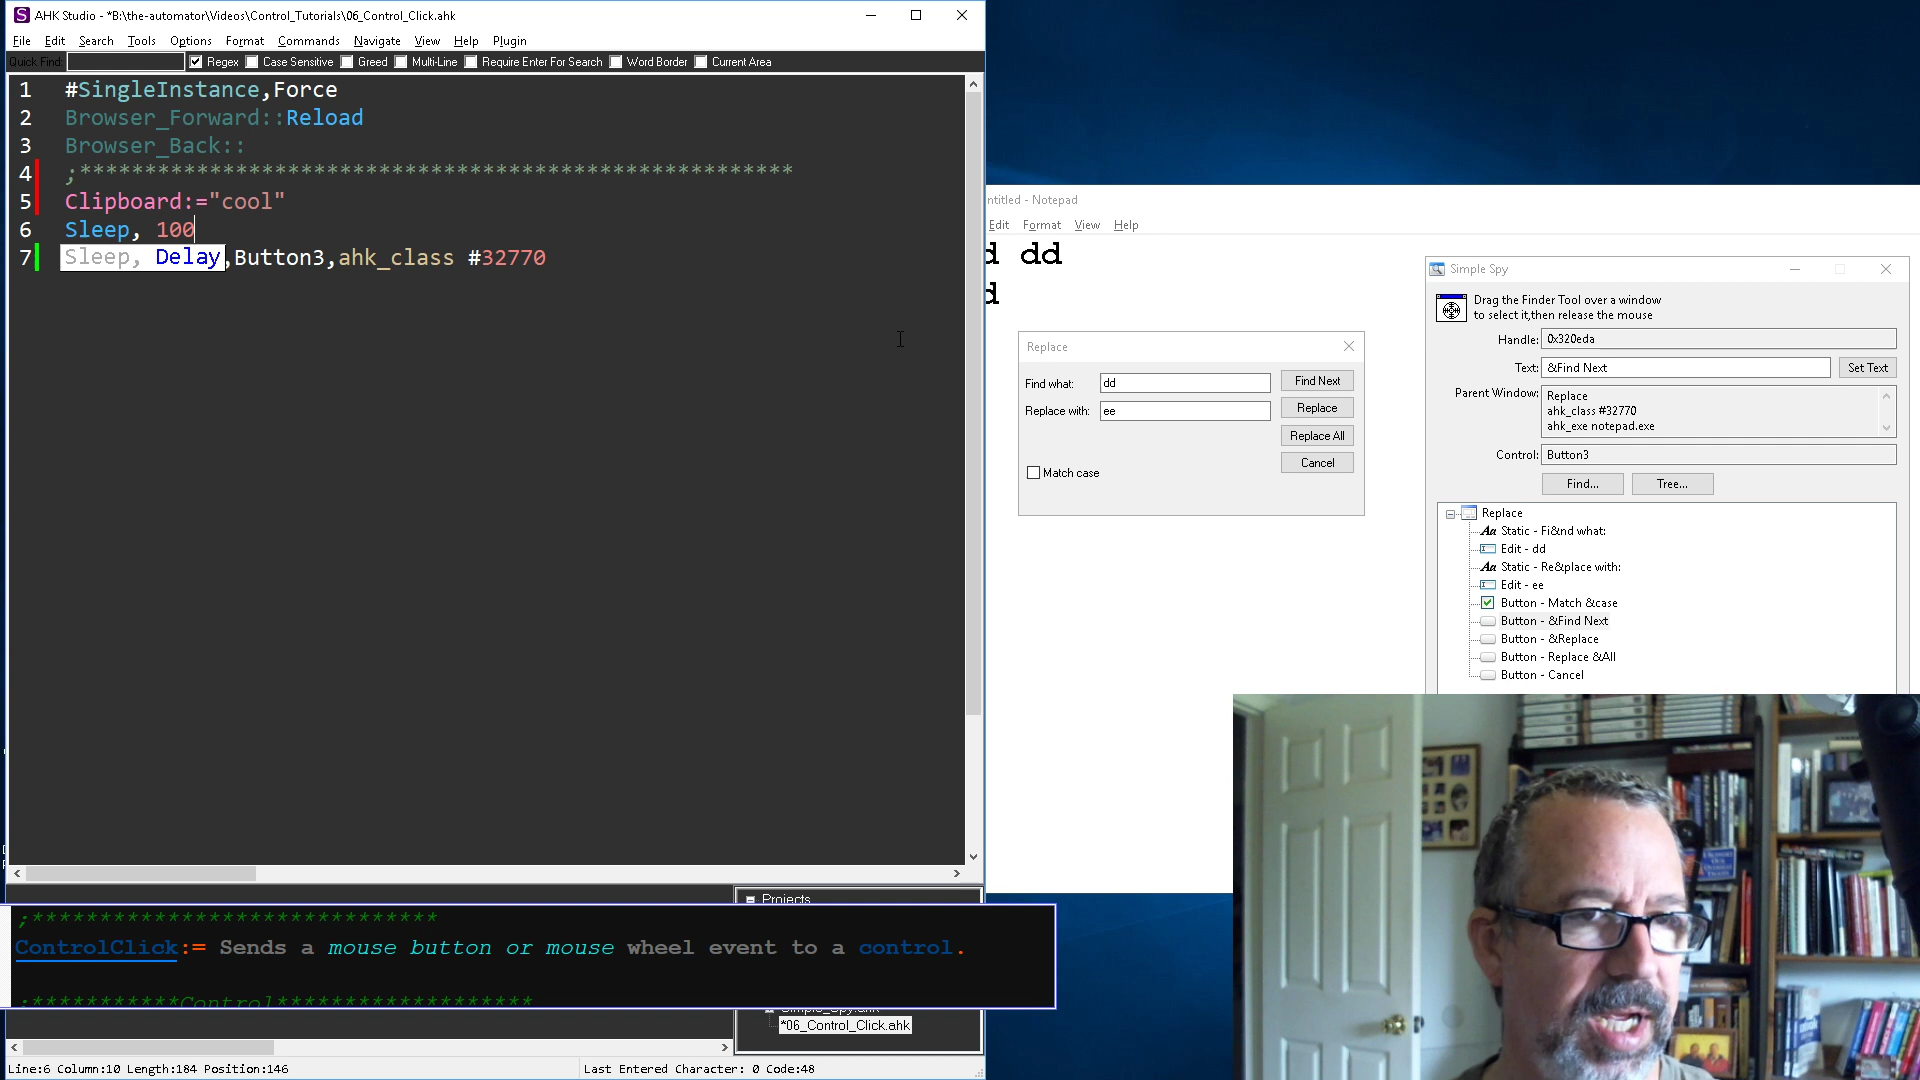 AHK Studio - *B:\the-automator\Videos\Control_Tutorials\06_Control_Click.ahk
File Edit Search Tools Options Format Commands Navigate View Help Plugin
Quick Find: Regex Case Sensitive Greed Multi-Line Require Enter For Search Word Border Current Area
1 #SingleInstance,Force
2 Browser_Forward::Reload
3 Browser_Back::
4 ;*******************************************************
5 Clipboard:="cool"
6 Sleep, 100
7 Sleep, Delay,Button3,ahk_class #32770
ntitled - Notepad
Edit Format View Help
d dd
d
Replace
Find what: dd Find Next
Replace with: ee Replace
Replace All
Cancel
Match case
Simple Spy
Drag the Finder Tool over a window
to select it,then release the mouse
Handle: 0x320eda
Text: &Find Next Set Text
Parent Window: Replace
ahk_class #32770
ahk_exe notepad.exe
Control: Button3
Find... Tree...
Replace
Static - Fi&nd what:
Edit - dd
Static - Re&place with:
Edit - ee
Button - Match &case
Button - &Find Next
Button - &Replace
Button - Replace &All
Button - Cancel
Projects
;******************************
ControlClick:= Sends a mouse button or mouse wheel event to a control.
;***********Control*******************
Simple_Spy.ahk
*06_Control_Click.ahk
Line:6 Column:10 Length:184 Position:146
Last Entered Character: 0 Code:48